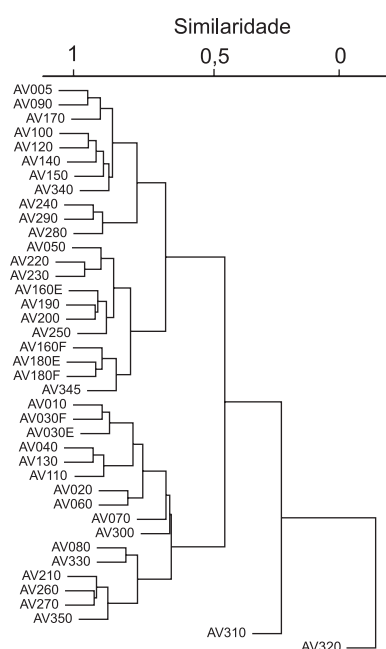 Similaridade
1 0,5 0
AV005
AV090
AV170
AV100
AV120
AV140
AV150
AV340
AV240
AV290
AV280
AV050
AV220
AV230
AV160E
AV190
AV200
AV250
AV160F
AV180E
AV180F
AV345
AV010
AV030F
AV030E
AV040
AV130
AV110
AV020
AV060
AV070
AV300
AV080
AV330
AV210
AV260
AV270
AV350
AV310
AV320